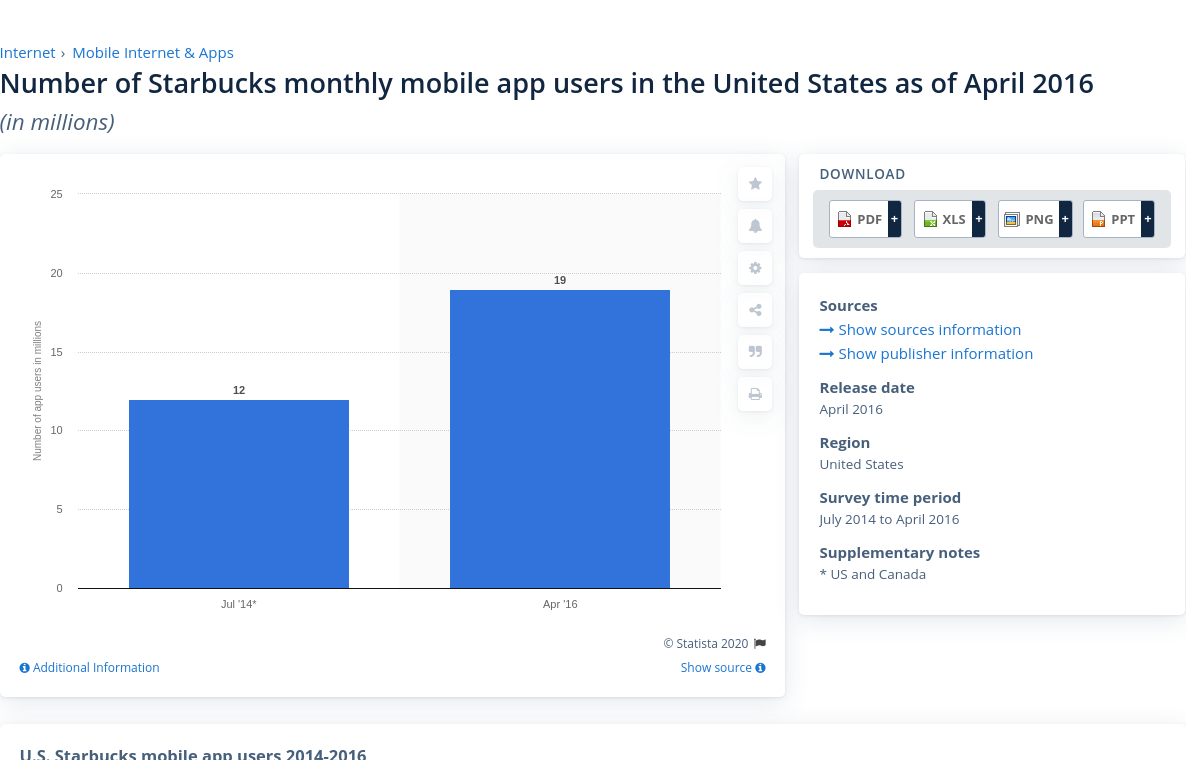 Internet › Mobile Internet & Apps
Number of Starbucks monthly mobile app users in the United States as of April 2016
(in millions)
Number of app users in millions
25
20
15
10
5
0
12
19
Jul '14*
Apr '16
© Statista 2020
Additional Information
Show source
DOWNLOAD
PDF + XLS + PNG + PPT +
Sources
Show sources information
Show publisher information
Release date
April 2016
Region
United States
Survey time period
July 2014 to April 2016
Supplementary notes
* US and Canada
U.S. Starbucks mobile app users 2014-2016